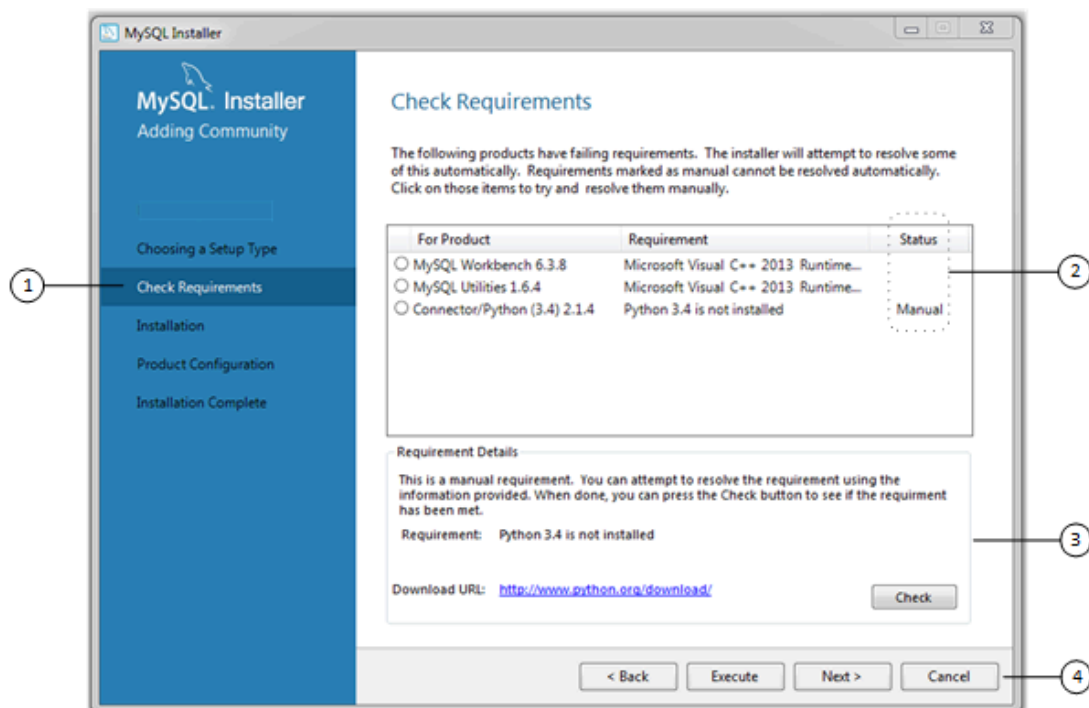 MySQL Installer
MySQL. Installer
Adding Community
Choosing a Setup Type
Check Requirements
Installation
Product Configuration
Installation Complete
Check Requirements
The following products have failing requirements. The installer will attempt to resolve some
of this automatically. Requirements marked as manual cannot be resolved automatically.
Click on those items to try and resolve them manually.
For Product Requirement Status
MySQL Workbench 6.3.8 Microsoft Visual C++ 2013 Runtime...
MySQL Utilities 1.6.4 Microsoft Visual C++ 2013 Runtime...
Connector/Python (3.4) 2.1.4 Python 3.4 is not installed Manual
Requirement Details
This is a manual requirement. You can attempt to resolve the requirement using the
information provided. When done, you can press the Check button to see if the requirment
has been met.
Requirement: Python 3.4 is not installed
Download URL: http://www.python.org/download/
Check
< Back Execute Next > Cancel
1
2
3
4